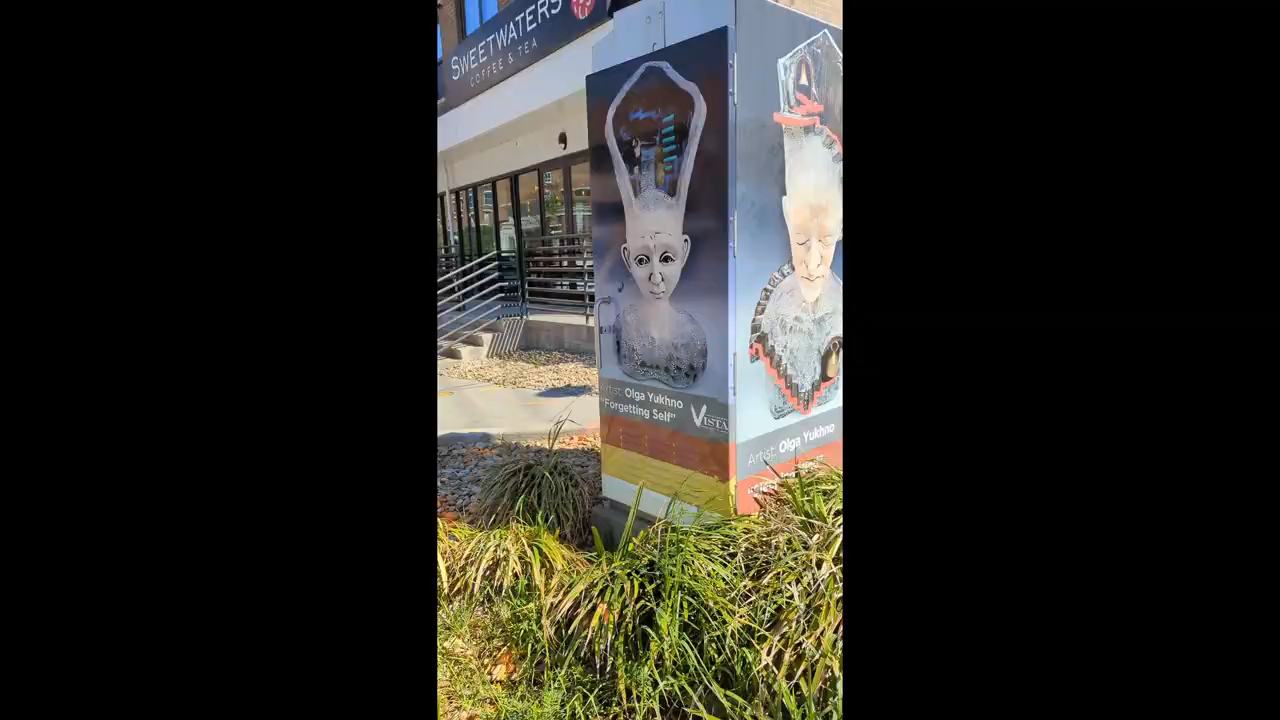 SWEETWATERS
COFFEE & TEA
Artist: Olga Yukhno
"Forgetting Self"
VISTA
Artist: Olga Yukhno